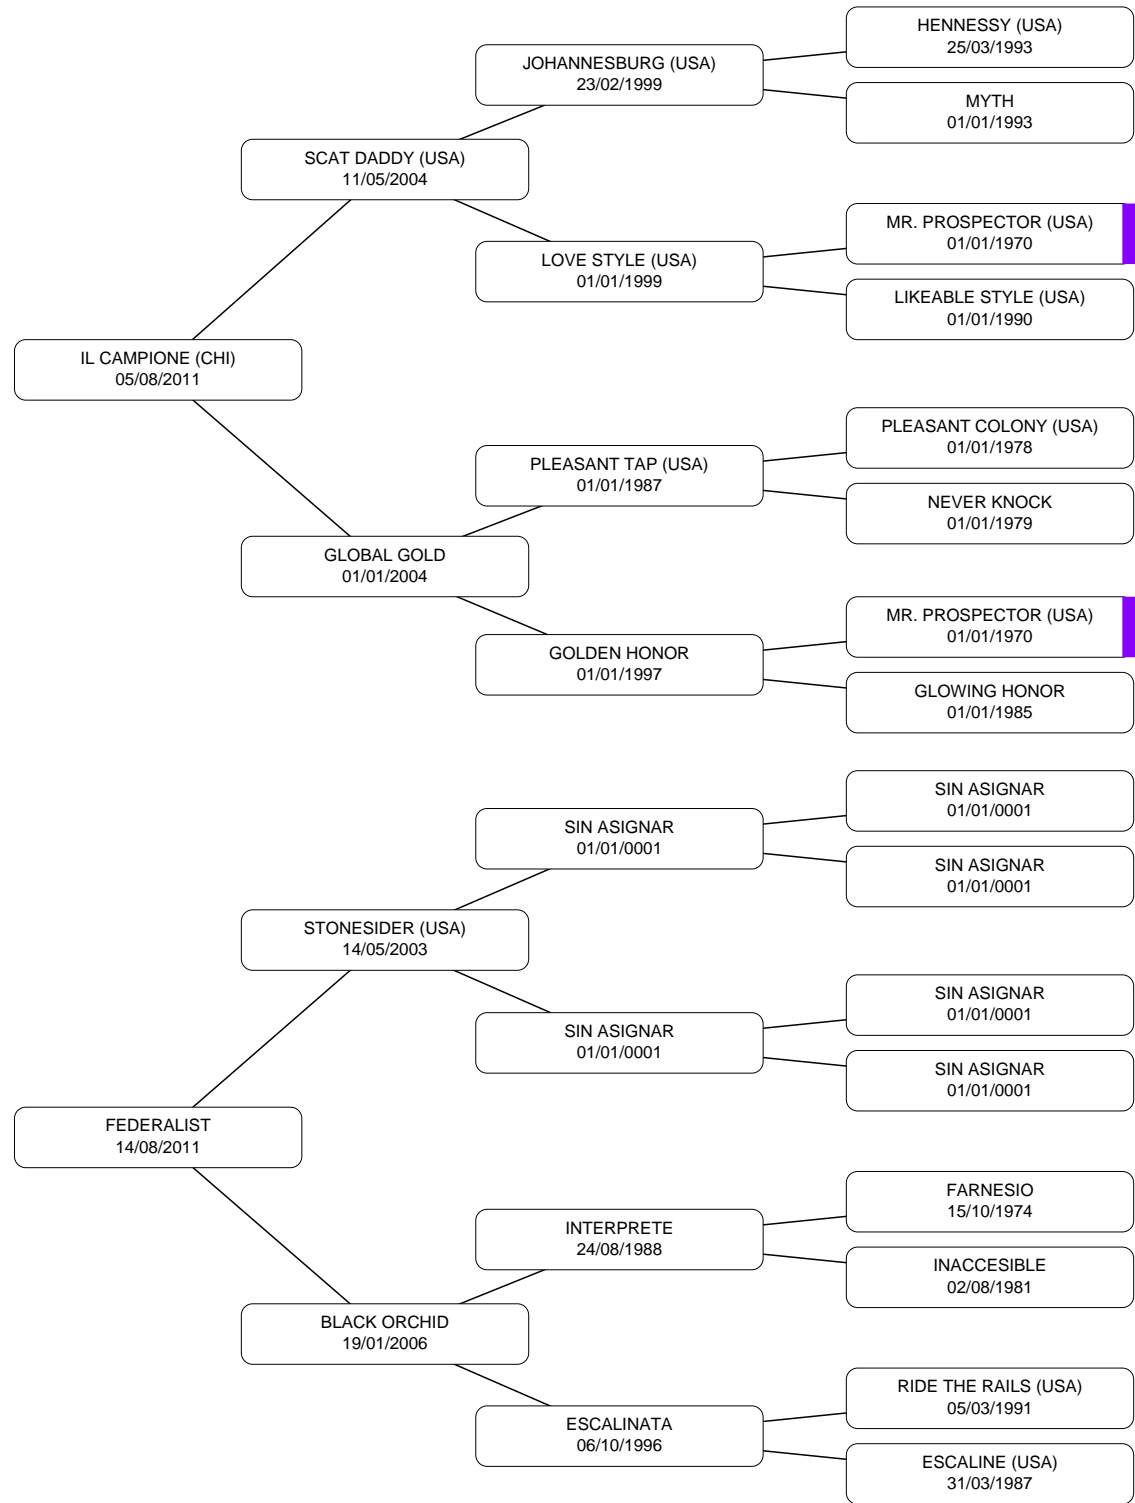 HENNESSY (USA)
25/03/1993
JOHANNESBURG (USA)
23/02/1999
MYTH
01/01/1993
SCAT DADDY (USA)
11/05/2004
MR. PROSPECTOR (USA)
01/01/1970
LOVE STYLE (USA)
01/01/1999
LIKEABLE STYLE (USA)
01/01/1990
IL CAMPIONE (CHI)
05/08/2011
PLEASANT COLONY (USA)
01/01/1978
PLEASANT TAP (USA)
01/01/1987
NEVER KNOCK
01/01/1979
GLOBAL GOLD
01/01/2004
MR. PROSPECTOR (USA)
01/01/1970
GOLDEN HONOR
01/01/1997
GLOWING HONOR
01/01/1985
SIN ASIGNAR
01/01/0001
SIN ASIGNAR
01/01/0001
SIN ASIGNAR
01/01/0001
STONESIDER (USA)
14/05/2003
SIN ASIGNAR
01/01/0001
SIN ASIGNAR
01/01/0001
SIN ASIGNAR
01/01/0001
FEDERALIST
14/08/2011
FARNESIO
15/10/1974
INTERPRETE
24/08/1988
INACCESIBLE
02/08/1981
BLACK ORCHID
19/01/2006
RIDE THE RAILS (USA)
05/03/1991
ESCALINATA
06/10/1996
ESCALINE (USA)
31/03/1987